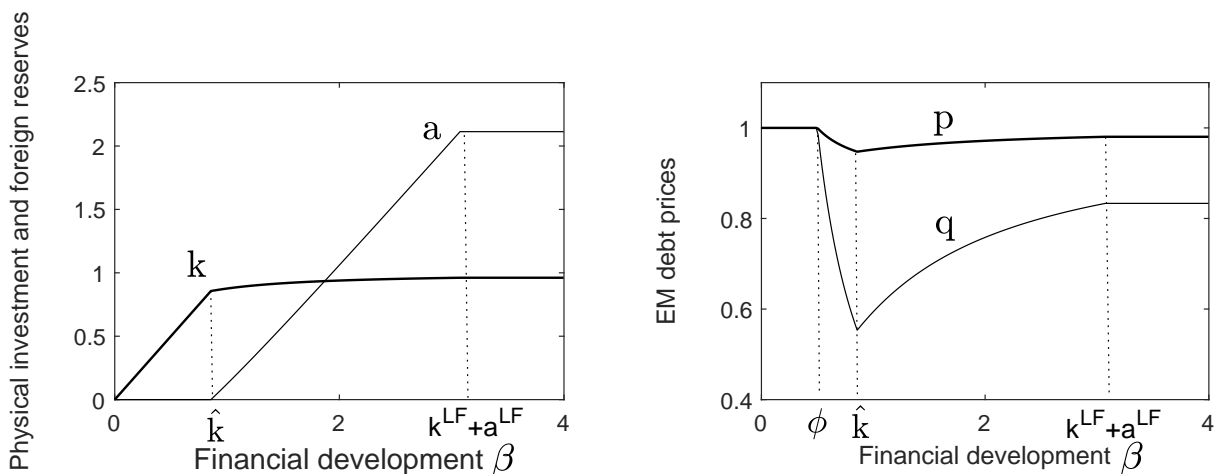 Physical investment and foreign reserves
2.5
2
1.5
1
0.5
0
a
k
0
k̂
2
k^LF+a^LF
4
Financial development β
EM debt prices
1
0.8
0.6
0.4
p
q
0
ϕ
k̂
2
k^LF+a^LF
4
Financial development β